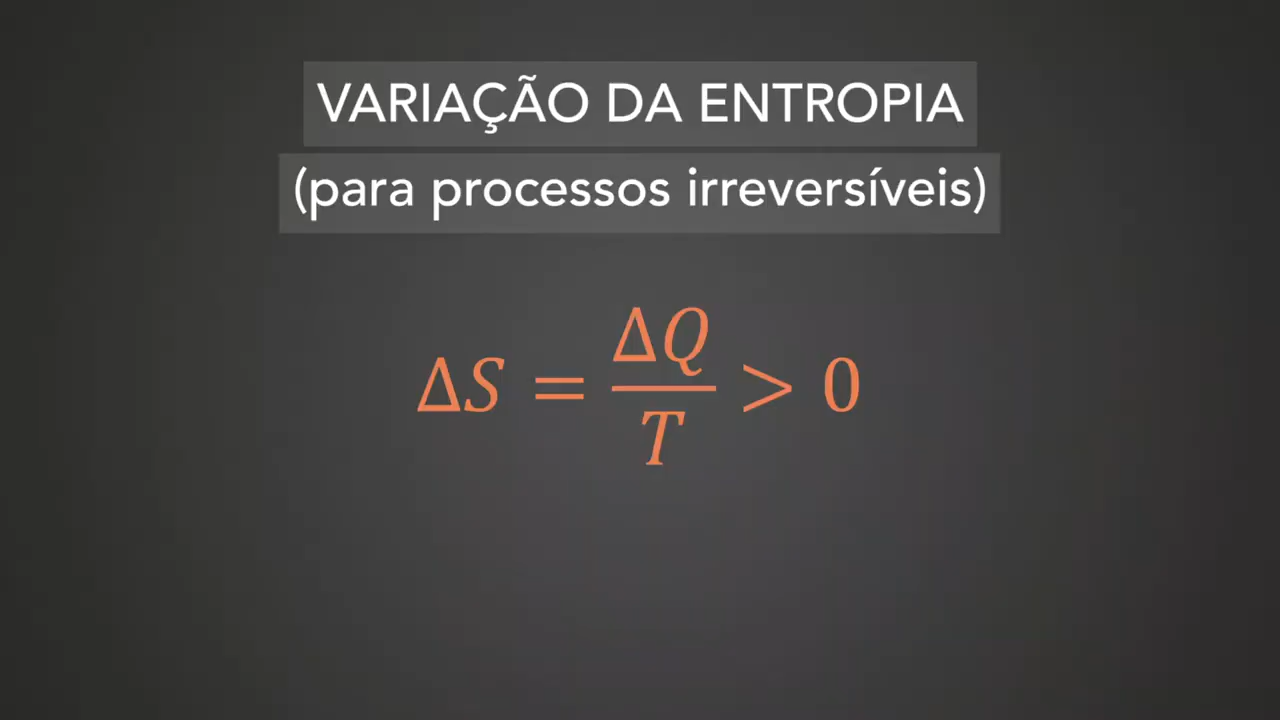 VARIAÇÃO DA ENTROPIA
(para processos irreversíveis)
ΔS = ΔQ/T > 0